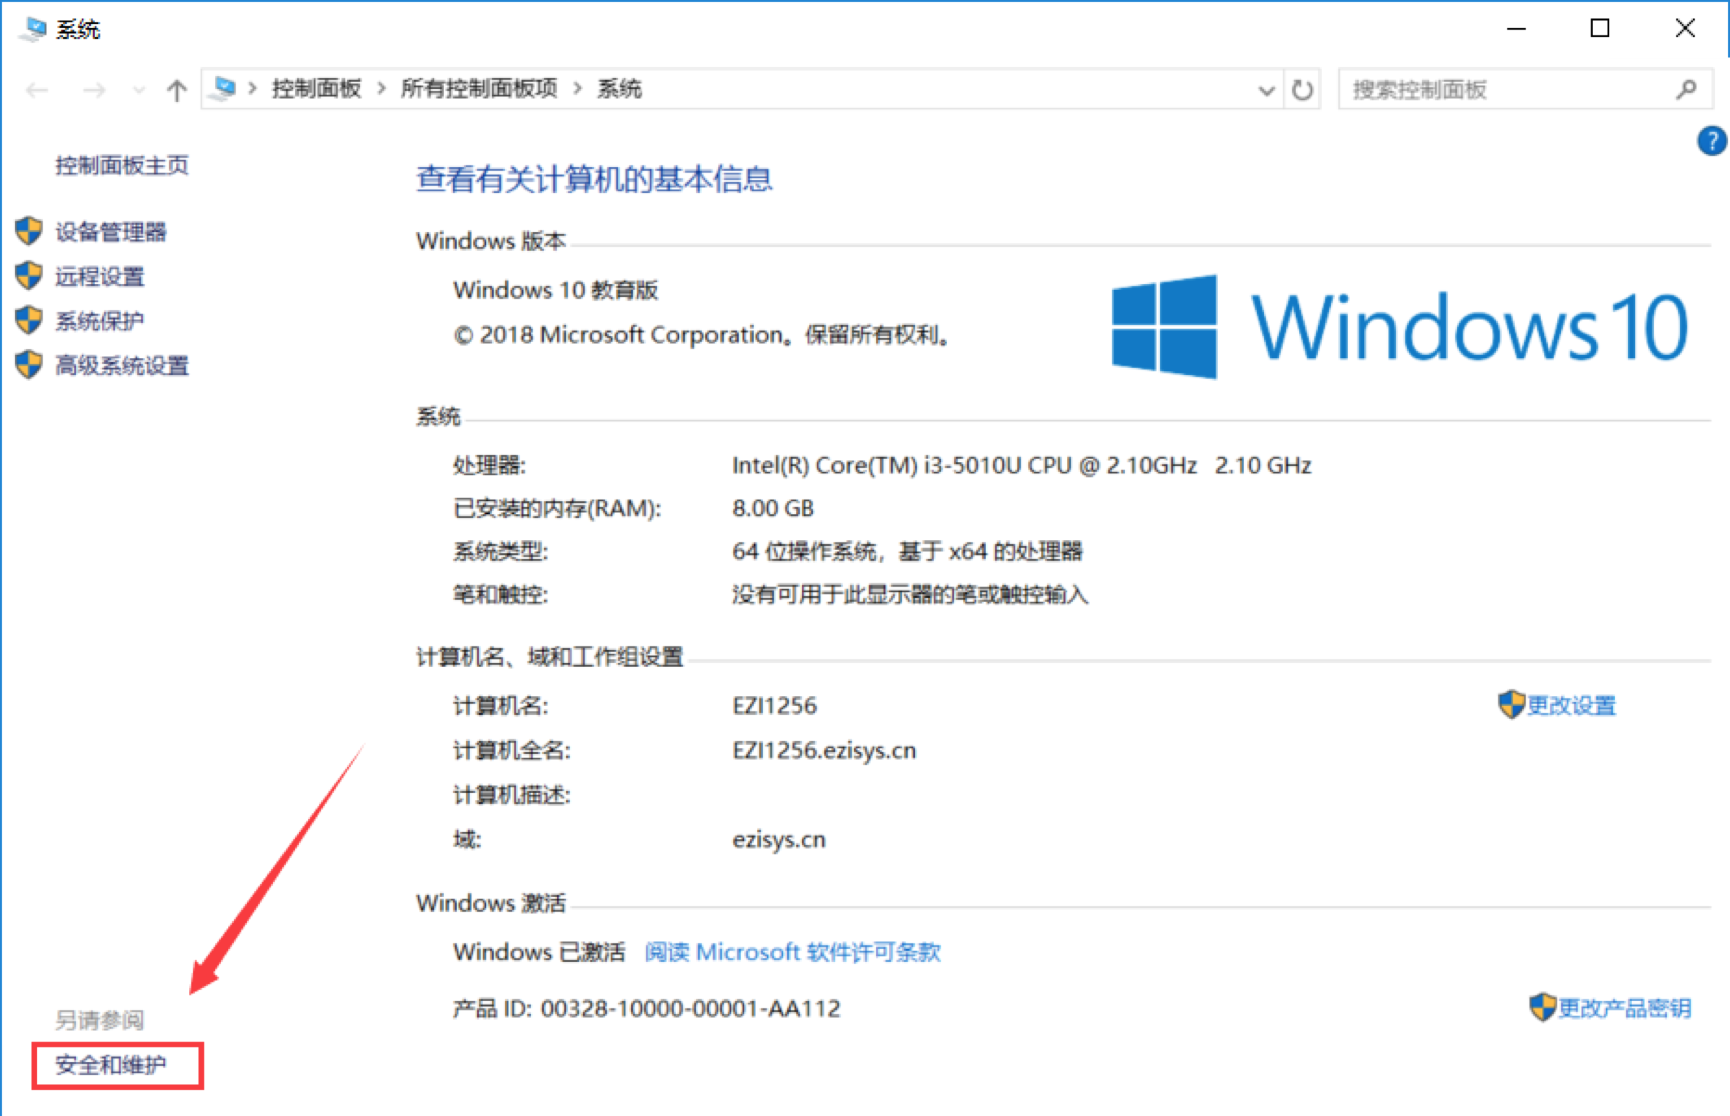 系统
控制面板 > 所有控制面板项 > 系统
搜索控制面板
?
控制面板主页
设备管理器
远程设置
系统保护
高级系统设置
查看有关计算机的基本信息
Windows 版本
Windows 10 教育版
© 2018 Microsoft Corporation。保留所有权利。
Windows 10
系统
处理器: Intel(R) Core(TM) i3-5010U CPU @ 2.10GHz 2.10 GHz
已安装的内存(RAM): 8.00 GB
系统类型: 64 位操作系统，基于 x64 的处理器
笔和触控: 没有可用于此显示器的笔或触控输入
计算机名、域和工作组设置
计算机名: EZI1256
更改设置
计算机全名: EZI1256.ezisys.cn
计算机描述:
域: ezisys.cn
Windows 激活
Windows 已激活 阅读 Microsoft 软件许可条款
产品 ID: 00328-10000-00001-AA112
更改产品密钥
另请参阅
安全和维护